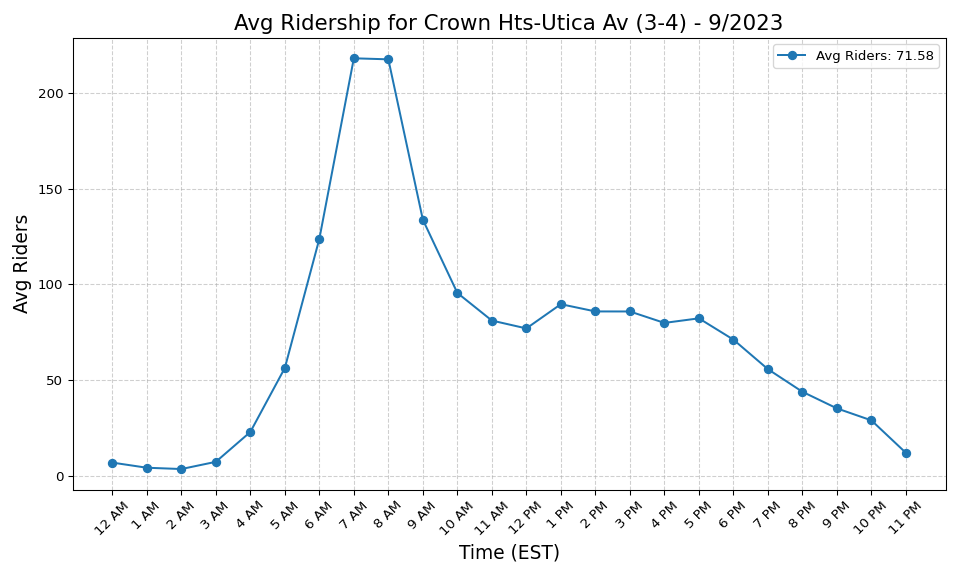 Avg Ridership for Crown Hts-Utica Av (3-4) - 9/2023
Avg Riders: 71.58
Avg Riders
200
150
100
50
0
12 AM
1 AM
2 AM
3 AM
4 AM
5 AM
6 AM
7 AM
8 AM
9 AM
10 AM
11 AM
12 PM
1 PM
2 PM
3 PM
4 PM
5 PM
6 PM
7 PM
8 PM
9 PM
10 PM
11 PM
Time (EST)